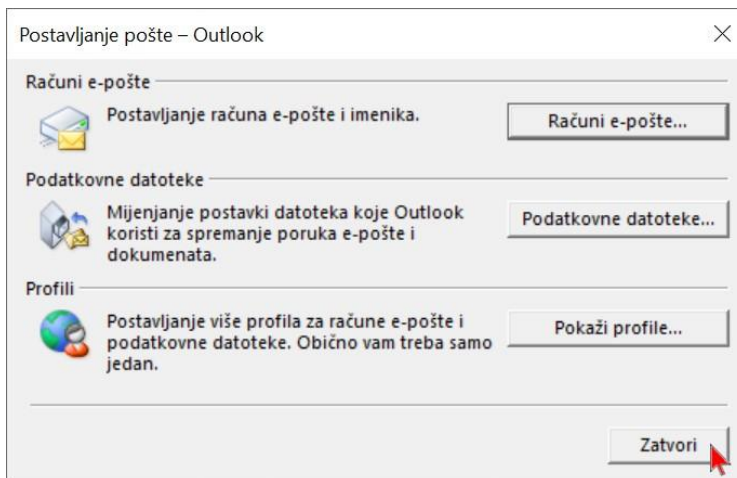 Postavljanje pošte – Outlook
Računi e-pošte
Postavljanje računa e-pošte i imenika.
Računi e-pošte...
Podatkovne datoteke
Mijenjanje postavki datoteka koje Outlook
koristi za spremanje poruka e-pošte i
dokumenata.
Podatkovne datoteke...
Profili
Postavljanje više profila za račune e-pošte i
podatkovne datoteke. Obično vam treba samo
jedan.
Pokaži profile...
Zatvori